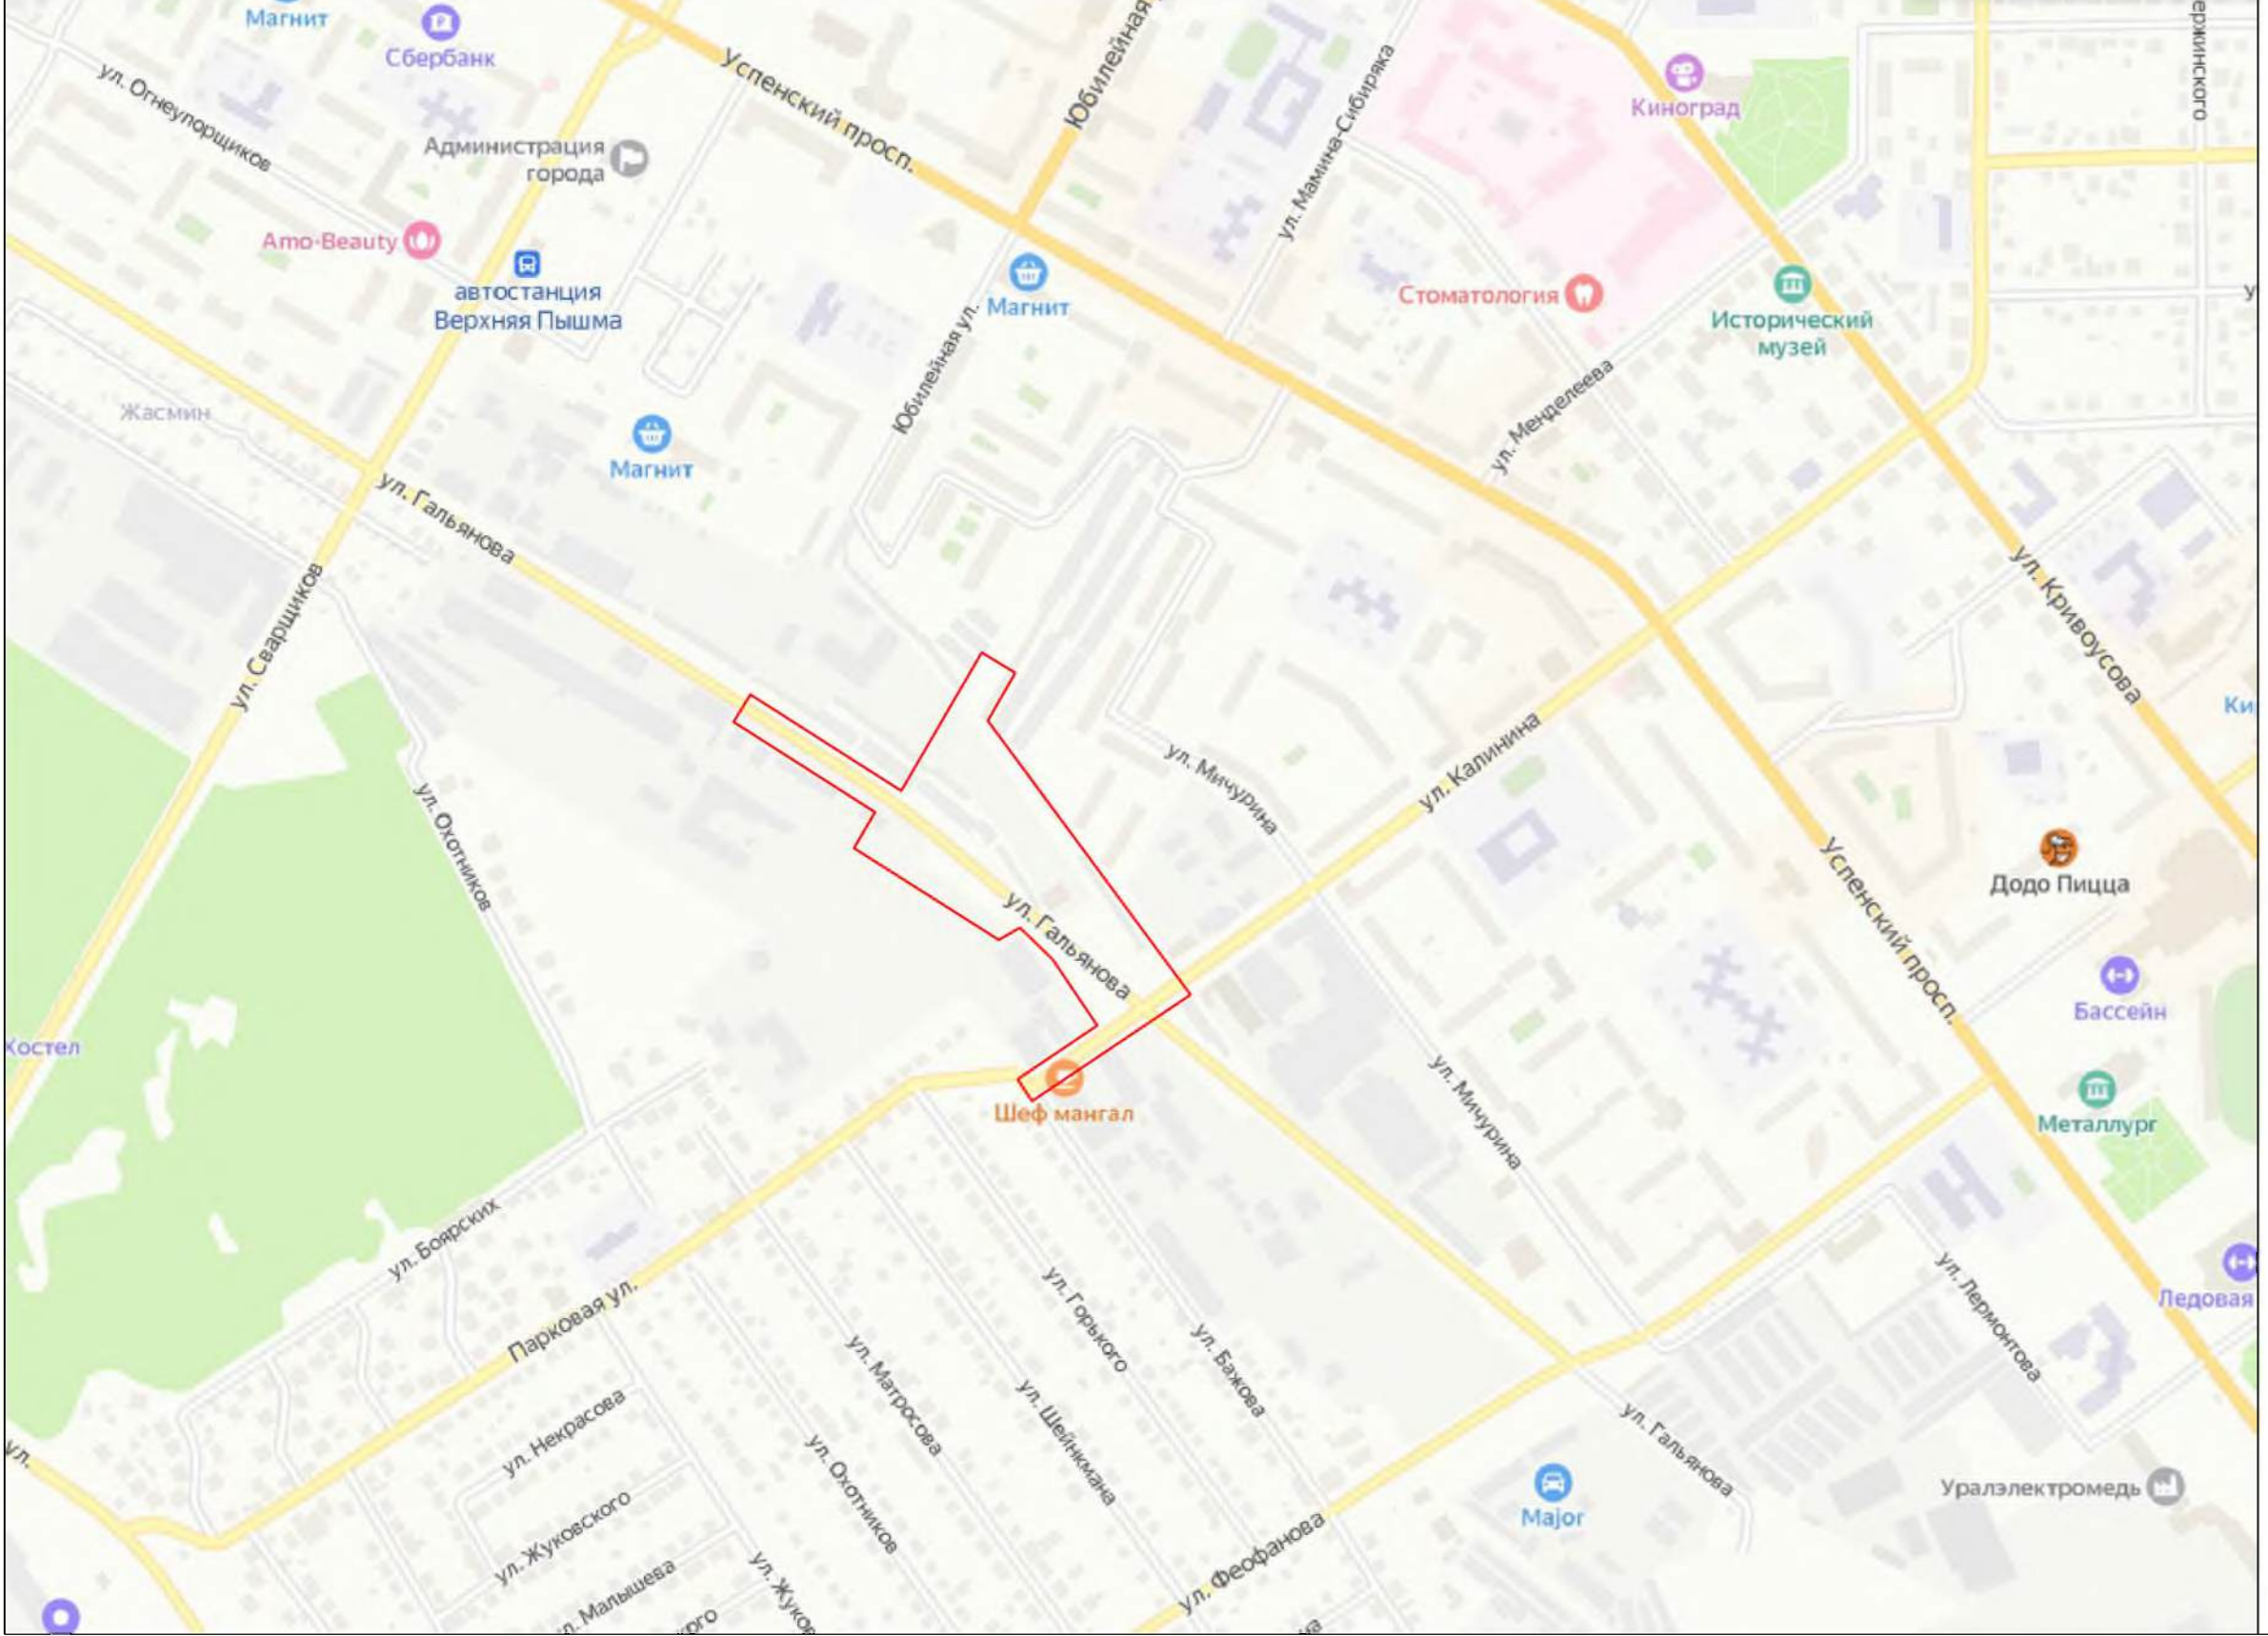 Магнит
Сбербанк
ул. Огнеупорщиков
Администрация
города
Amo-Beauty
автостанция
Верхняя Пышма
Успенский просп.
Юбилейная
ул. Мамина-Сибиряка
Киноград
Магнит
Юбилейная ул.
Стоматология
Исторический
музей
ул. Менделеева
Жасмин
Магнит
ул. Гальянова
ул. Сварщиков
ул. Кривоусова
ул. Охотников
ул. Мичурина
ул. Калинина
ул. Гальянова
Успенский просп.
Додо Пицца
Бассейн
Хостел
Шеф мангал
ул. Мичурина
Металлург
ул. Боярских
Парковая ул.
ул. Горького
ул. Бажова
ул. Матросова
ул. Шейнкмана
ул. Лермонтова
Ледовая
ул.
ул. Некрасова
ул. Охотников
ул. Гальянова
Уралэлектромедь
Major
ул. Жуковского
ул. Феофанова